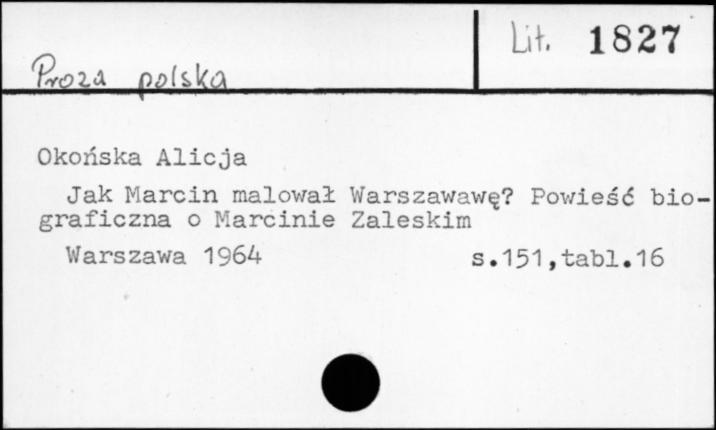 Lit. 1827
Proza polska
Okońska Alicja
Jak Marcin malował Warszawawę? Powieść bio-
graficzna o Marcinie Zaleskim
Warszawa 1964 s.151,tabl.16